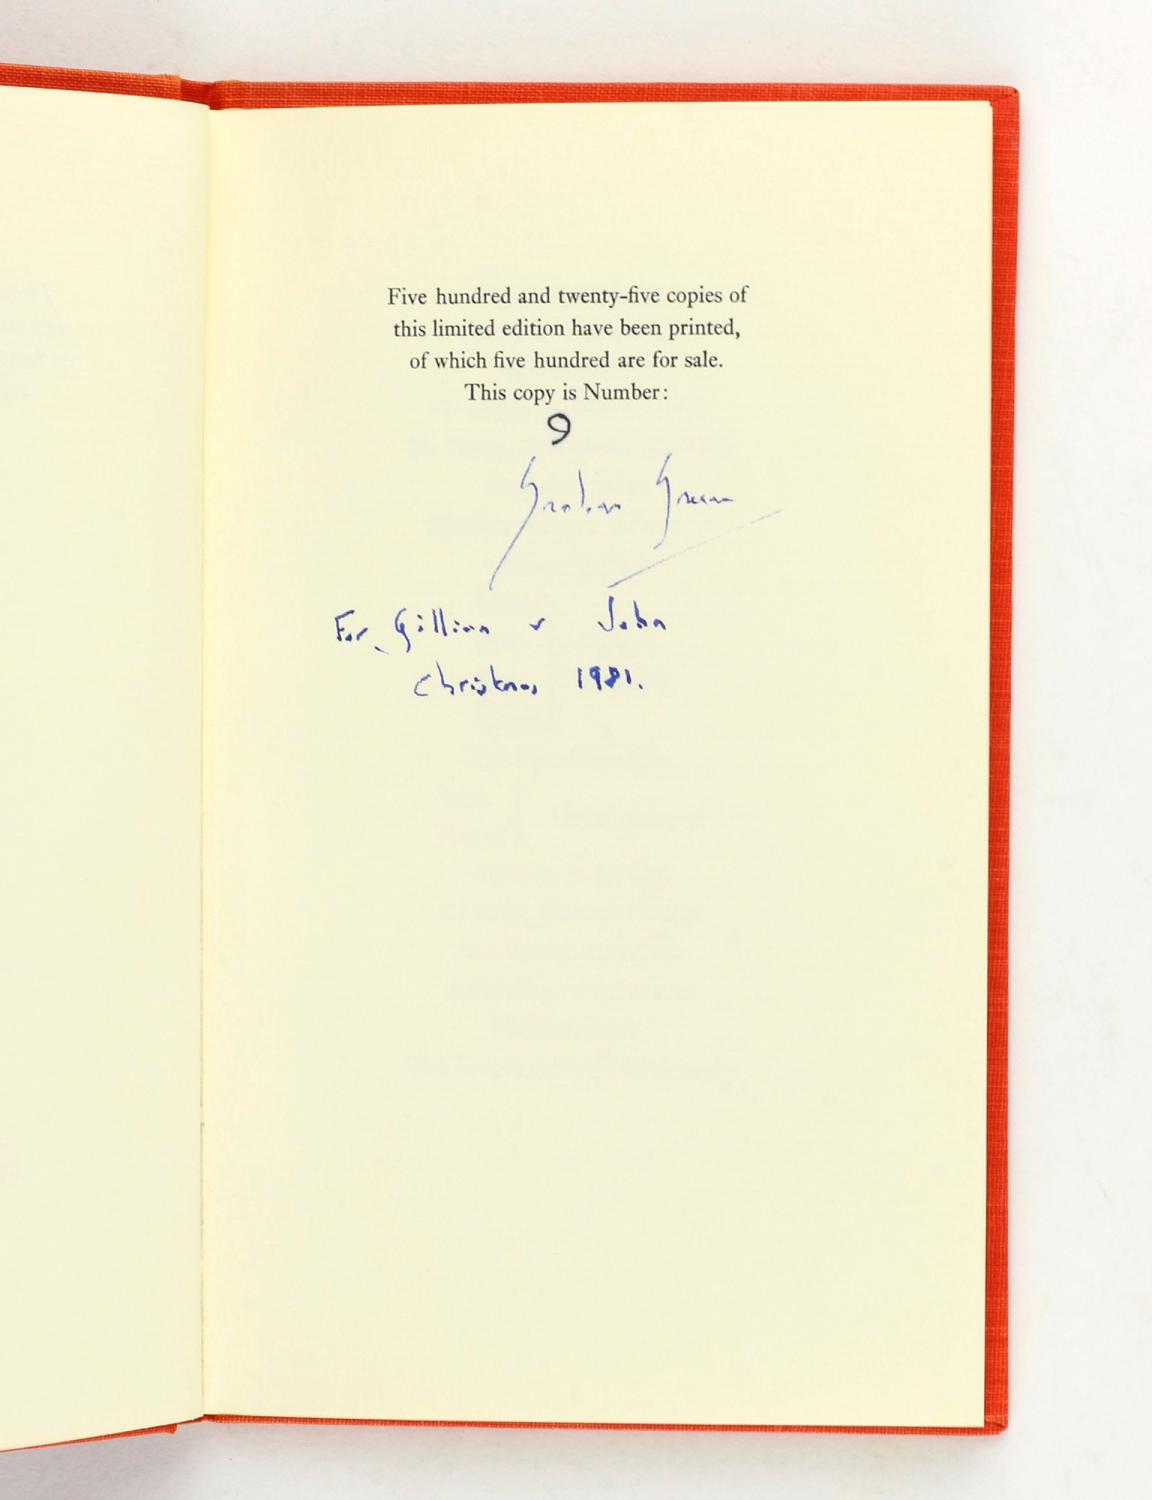 Five hundred and twenty-five copies of
this limited edition have been printed,
of which five hundred are for sale.
This copy is Number:
9
Graham Greene
For Gillian & John
Christmas 1981.